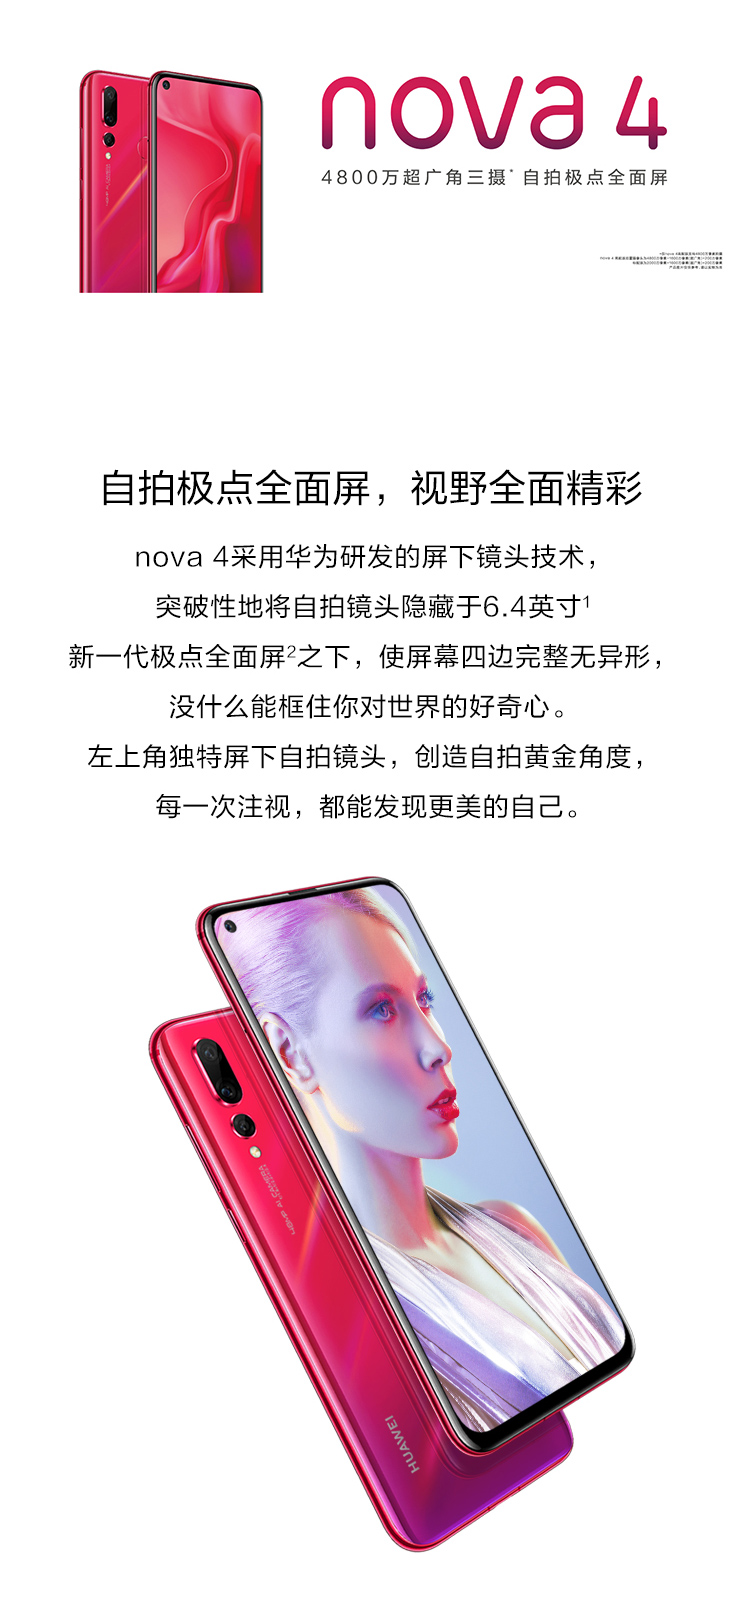 nova 4
4800万超广角三摄* 自拍极点全面屏
自拍极点全面屏，视野全面精彩
nova 4采用华为研发的屏下镜头技术，
突破性地将自拍镜头隐藏于6.4英寸1
新一代极点全面屏2之下，使屏幕四边完整无异形，
没什么能框住你对世界的好奇心。
左上角独特屏下自拍镜头，创造自拍黄金角度，
每一次注视，都能发现更美的自己。
48MP AI CAMERA
HUAWEI